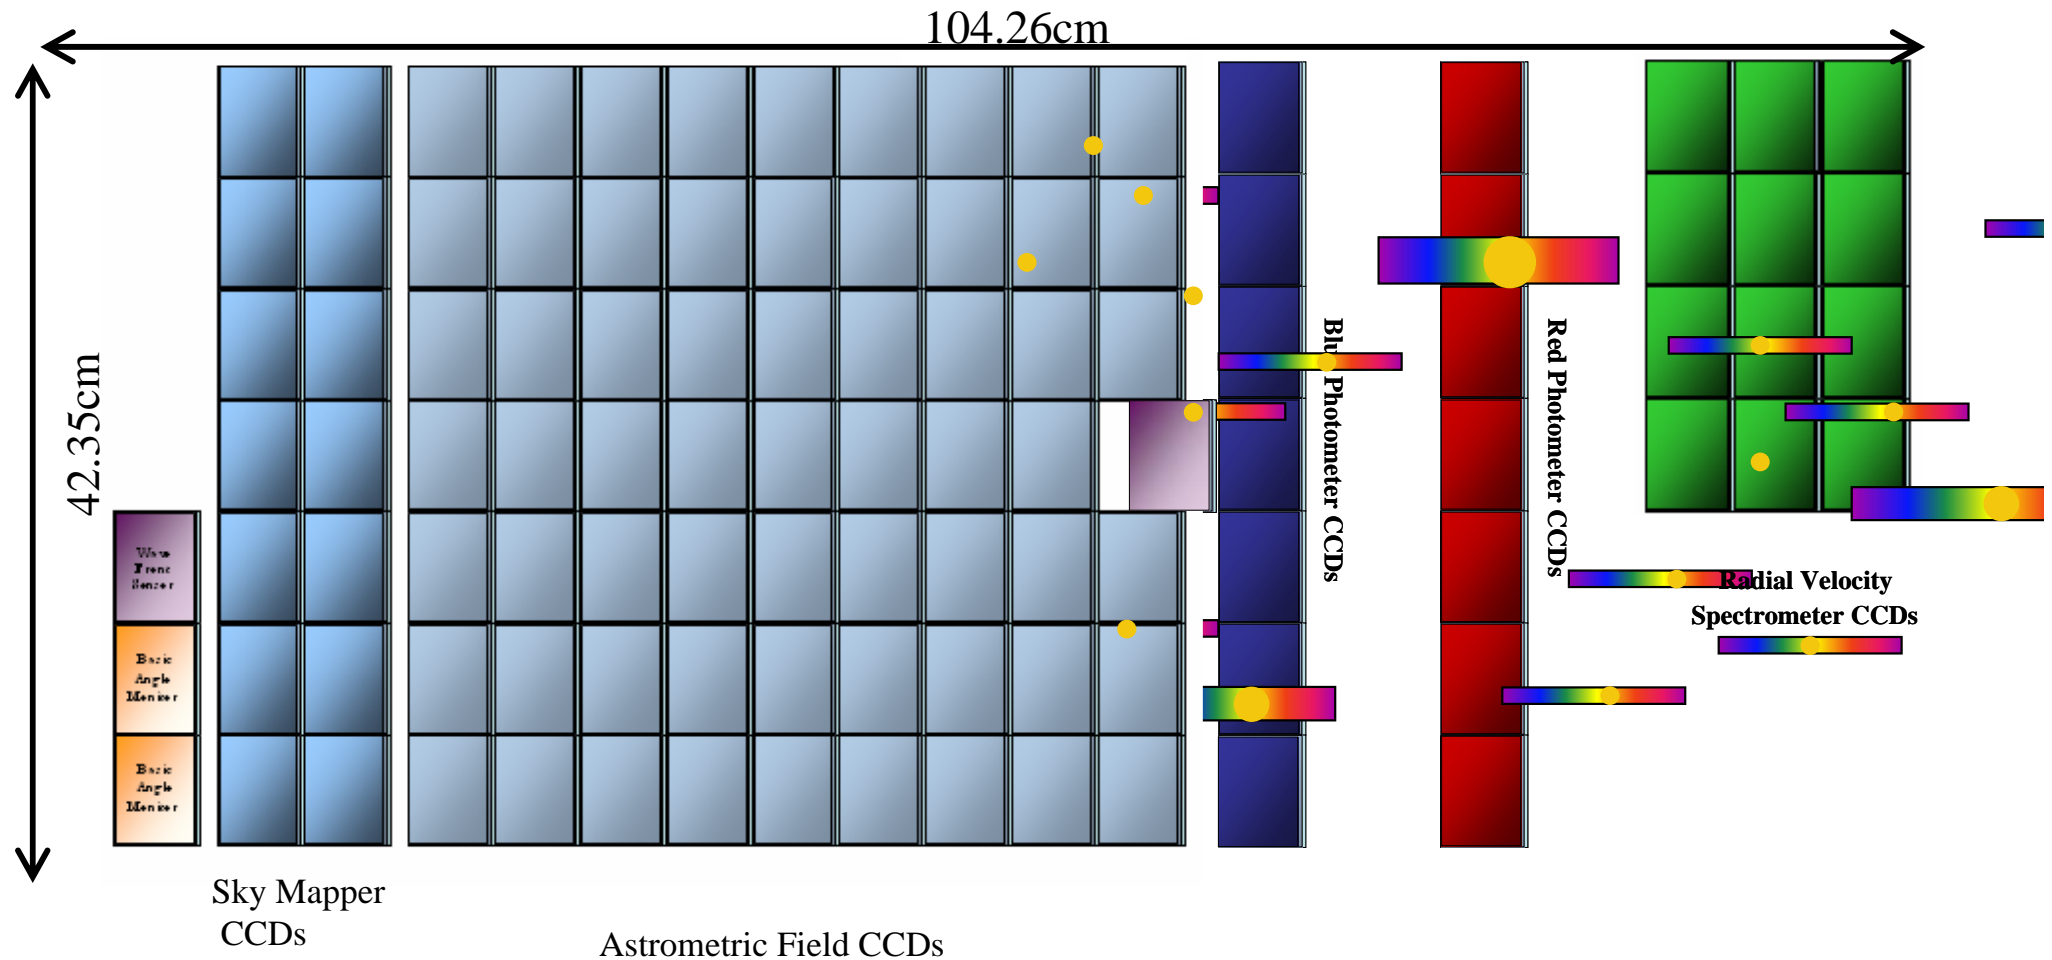 104.26cm
42.35cm
Wave
Front
Sensor
Basic
Angle
Monitor
Basic
Angle
Monitor
Blue Photometer CCDs
Red Photometer CCDs
Radial Velocity
Spectrometer CCDs
Sky Mapper
CCDs
Astrometric Field CCDs